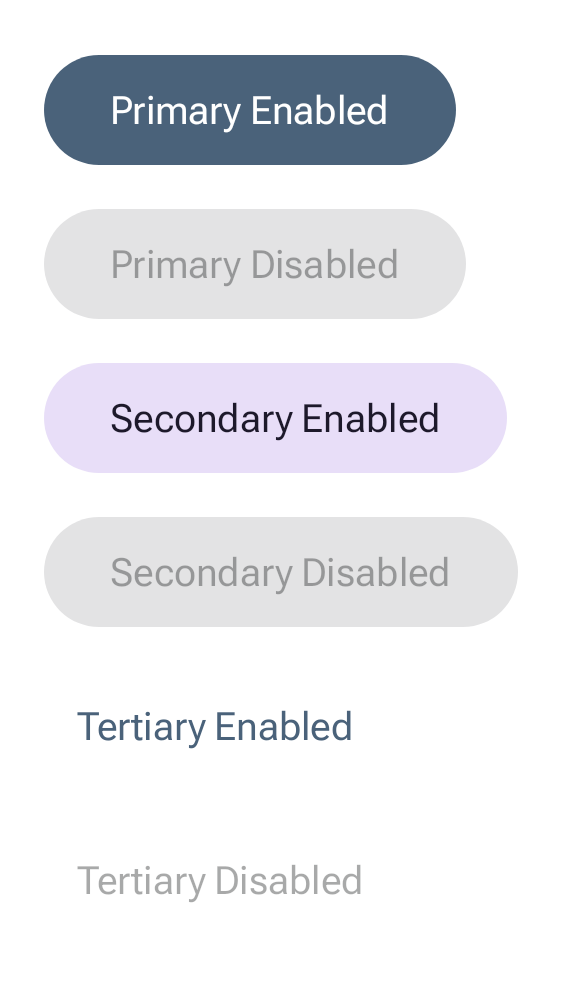 Primary Enabled
Primary Disabled
Secondary Enabled
Secondary Disabled
Tertiary Enabled
Tertiary Disabled